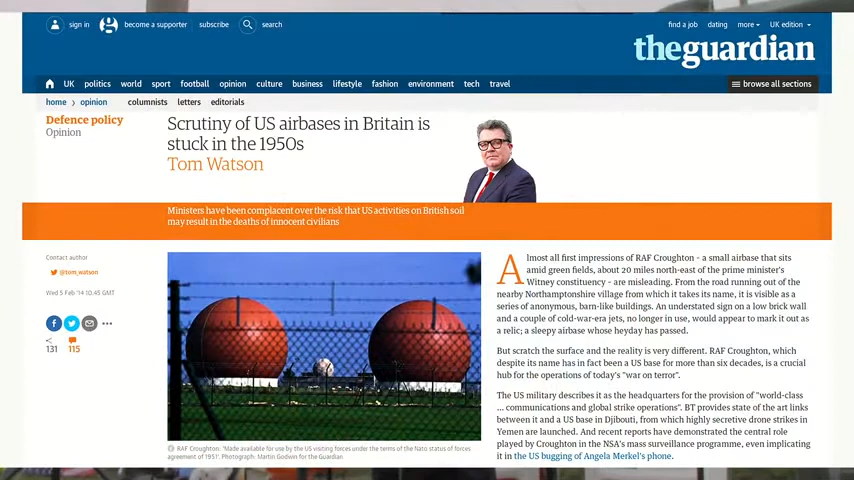 sign in become a supporter subscribe search find a job dating more UK edition
theguardian
UK politics world sport football opinion culture business lifestyle fashion environment tech travel browse all sections
home › opinion columnists letters editorials
Defence policy
Opinion
Scrutiny of US airbases in Britain is
stuck in the 1950s
Tom Watson
Ministers have been complacent over the risk that US activities on British soil
may result in the deaths of innocent civilians
Contact author
@tom_watson
Wed 5 Feb '14 10.45 GMT
131 115
RAF Croughton: 'Made available for use by the US visiting forces under the terms of the Nato status of forces
agreement of 1951'. Photograph: Martin Godwin for the Guardian
Almost all first impressions of RAF Croughton – a small airbase that sits
amid green fields, about 20 miles north-east of the prime minister's
Witney constituency – are misleading. From the road running out of the
nearby Northamptonshire village from which it takes its name, it is visible as a
series of anonymous, barn-like buildings. An understated sign on a low brick wall
and a couple of cold-war-era jets, no longer in use, would appear to mark it out as
a relic; a sleepy airbase whose heyday has passed.
But scratch the surface and the reality is very different. RAF Croughton, which
despite its name has in fact been a US base for more than six decades, is a crucial
hub for the operations of today's "war on terror".
The US military describes it as the headquarters for the provision of "world-class
... communications and global strike operations". BT provides state of the art links
between it and a US base in Djibouti, from which highly secretive drone strikes in
Yemen are launched. And recent reports have demonstrated the central role
played by Croughton in the NSA's mass surveillance programme, even implicating
it in the US bugging of Angela Merkel's phone.